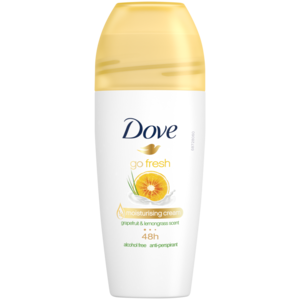 Dove
go fresh
moisturising cream
grapefruit & lemongrass scent
48h
alcohol free anti-perspirant